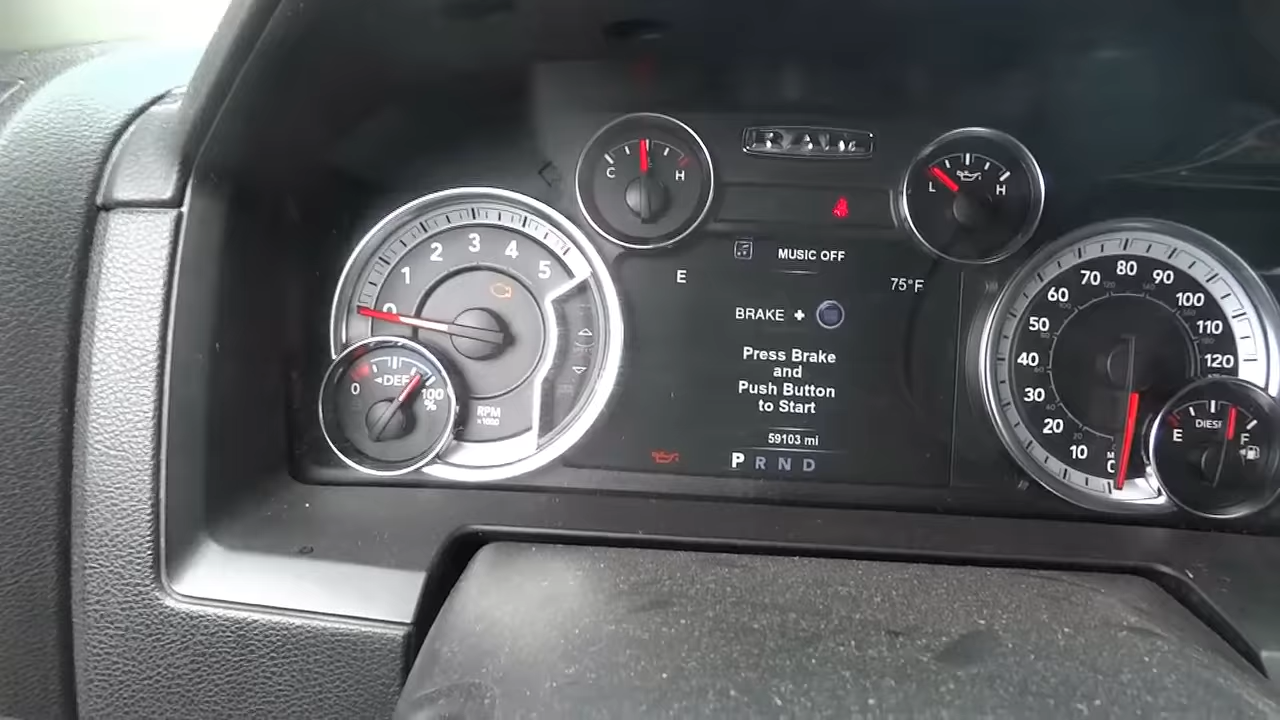 RAM
C H
L H
MUSIC OFF
E
75°F
BRAKE +
Press Brake
and
Push Button
to Start
59103 mi
P R N D
0 1 2 3 4 5
RPM
x1000
0 DEF 100
%
10 20 30 40 50 60 70 80 90 100 110 120
E DIESEL F